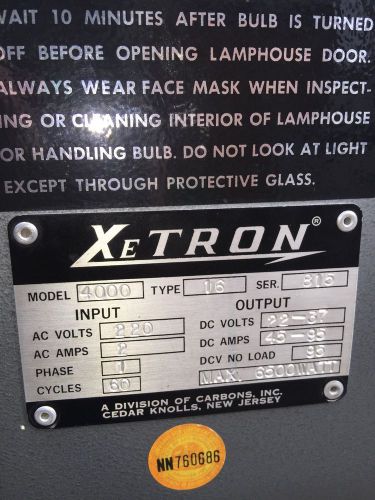 WAIT 10 MINUTES AFTER BULB IS TURNED
OFF BEFORE OPENING LAMPHOUSE DOOR.
ALWAYS WEAR FACE MASK WHEN INSPECT-
ING OR CLEANING INTERIOR OF LAMPHOUSE
OR HANDLING BULB. DO NOT LOOK AT LIGHT
EXCEPT THROUGH PROTECTIVE GLASS.
XETRON®
MODEL 4000 TYPE 16 SER. 815
INPUT
AC VOLTS 220
AC AMPS 2
PHASE 1
CYCLES 60
OUTPUT
DC VOLTS 22-37
DC AMPS 45-95
DCV NO LOAD 95
MAX. 6500WATT
A DIVISION OF CARBONS, INC.
CEDAR KNOLLS, NEW JERSEY
NN760686